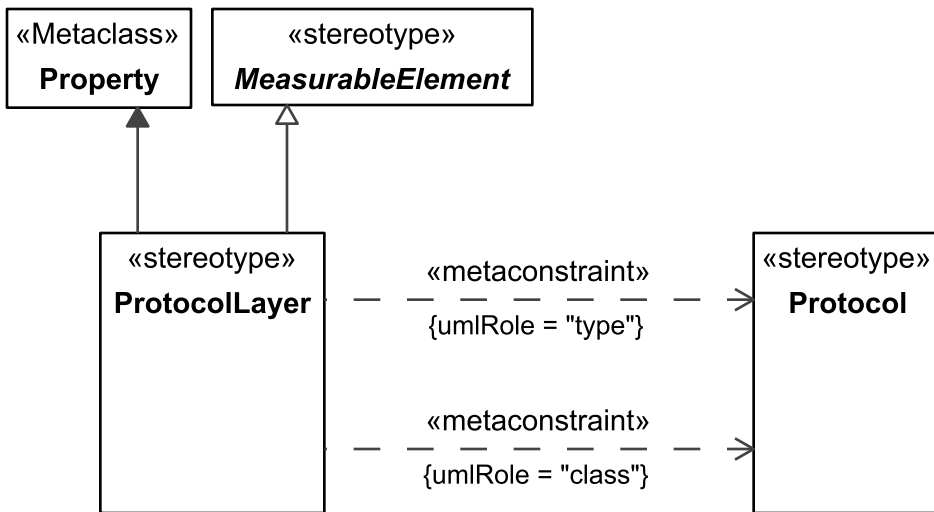 «Metaclass»
Property
«stereotype»
MeasurableElement
«stereotype»
ProtocolLayer
«metaconstraint»
{umlRole = "type"}
«metaconstraint»
{umlRole = "class"}
«stereotype»
Protocol